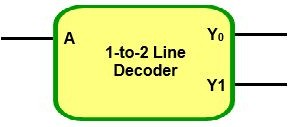 A
1-to-2 Line
Decoder
Y₀
Y1